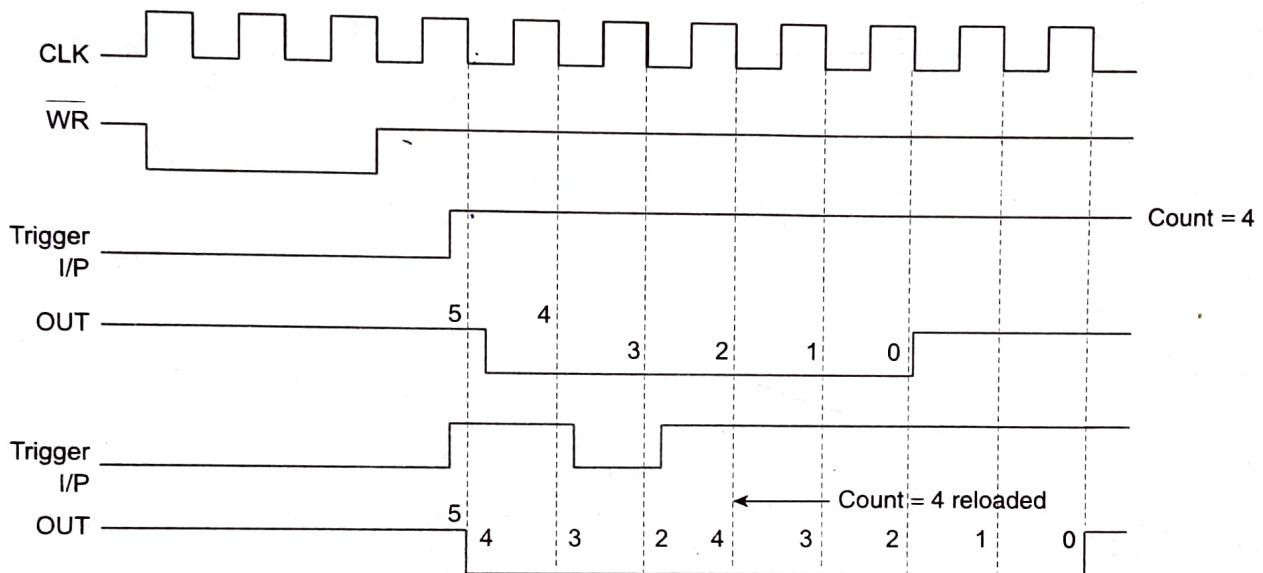 CLK
WR
Trigger
I/P
Count = 4
OUT
5 4
3 2 1 0
Trigger
I/P
Count = 4 reloaded
OUT
5
4 3 2 4 3 2 1 0